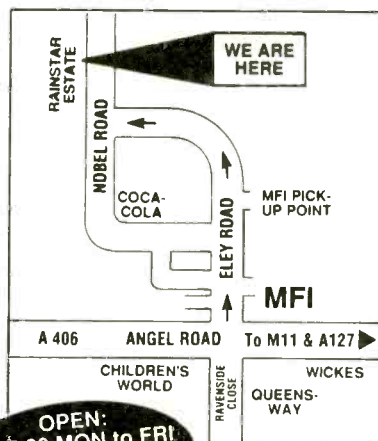 RAINSTAR
ESTATE
WE ARE
HERE
NOBEL ROAD
COCA-
COLA
ELEY ROAD
MFI PICK-
UP POINT
MFI
A 406 ANGEL ROAD To M11 & A127
CHILDREN'S
WORLD
RAVENSIDE
CLOSE
WICKES
QUEENS-
WAY
OPEN:
MON to FRI